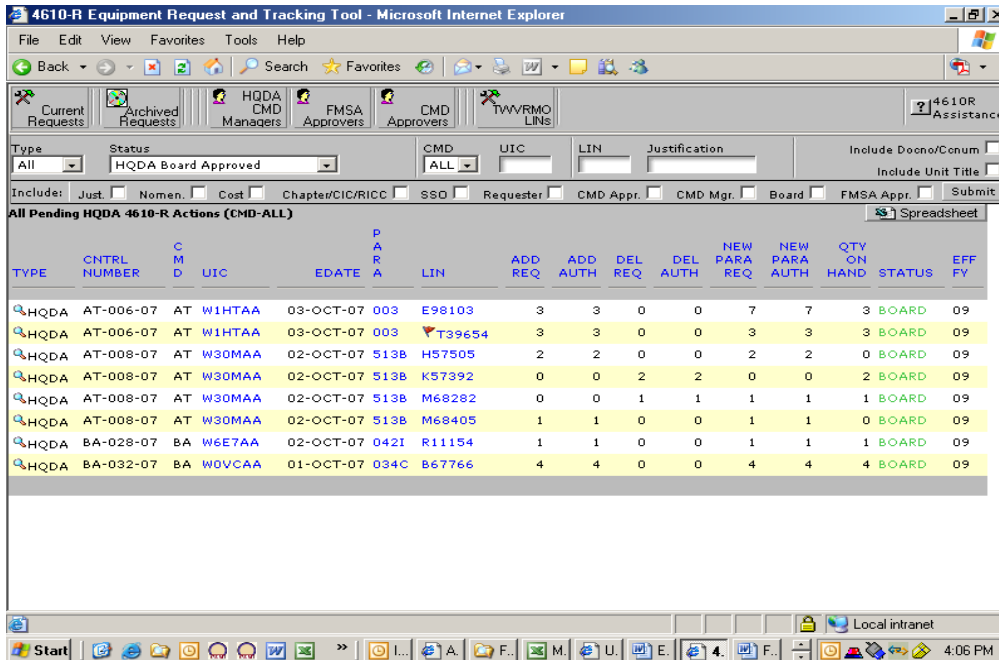 4610-R Equipment Request and Tracking Tool - Microsoft Internet Explorer
File Edit View Favorites Tools Help
Back Search Favorites
Current Requests Archived Requests HQDA CMD Managers FMSA Approvers CMD Approvers TWVRMO LINs 4610R Assistance
Type Status CMD UIC LIN Justification Include Docno/Conum
All HQDA Board Approved ALL Include Unit Title
Include: Just. Nomen. Cost Chapter/CIC/RICC SSO Requester CMD Appr. CMD Mgr. Board FMSA Appr. Submit
All Pending HQDA 4610-R Actions (CMD-ALL) Spreadsheet
TYPE CNTRL NUMBER CMD UIC EDATE PARA LIN ADD REQ ADD AUTH DEL REQ DEL AUTH NEW PARA REQ NEW PARA AUTH QTY ON HAND STATUS EFF FY
HQDA AT-006-07 AT W1HTAA 03-OCT-07 003 E98103 3 3 0 0 7 7 3 BOARD 09
HQDA AT-006-07 AT W1HTAA 03-OCT-07 003 T39654 3 3 0 0 3 3 3 BOARD 09
HQDA AT-008-07 AT W30MAA 02-OCT-07 513B H57505 2 2 0 0 2 2 0 BOARD 09
HQDA AT-008-07 AT W30MAA 02-OCT-07 513B K57392 0 0 2 2 0 0 2 BOARD 09
HQDA AT-008-07 AT W30MAA 02-OCT-07 513B M68282 0 0 1 1 1 1 1 BOARD 09
HQDA AT-008-07 AT W30MAA 02-OCT-07 513B M68405 1 1 0 0 1 1 0 BOARD 09
HQDA BA-028-07 BA W6E7AA 02-OCT-07 042I R11154 1 1 0 0 1 1 1 BOARD 09
HQDA BA-032-07 BA W0VCAA 01-OCT-07 034C B67766 4 4 0 0 4 4 4 BOARD 09
Local intranet
Start I... A. F.. M. U. E. 4. F.. 4:06 PM